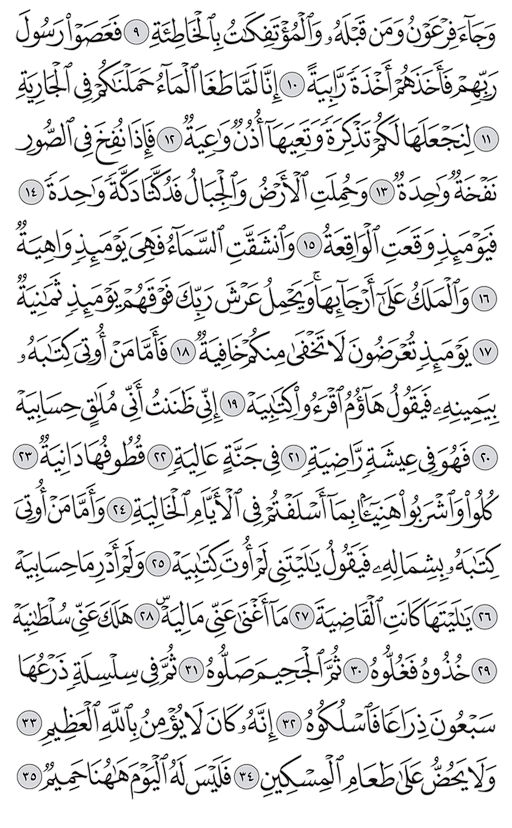 وَجَآءَ فِرۡعَوۡنُ وَمَن قَبۡلَهُۥ وَٱلۡمُؤۡتَفِكَٰتُ بِٱلۡخَاطِئَةِ ٩ فَعَصَوۡاْ رَسُولَ
رَبِّهِمۡ فَأَخَذَهُمۡ أَخۡذَةٗ رَّابِيَةً ١٠ إِنَّا لَمَّا طَغَا ٱلۡمَآءُ حَمَلۡنَٰكُمۡ فِي ٱلۡجَارِيَةِ
١١ لِنَجۡعَلَهَا لَكُمۡ تَذۡكِرَةٗ وَتَعِيَهَآ أُذُنٞ وَٰعِيَةٞ ١٢ فَإِذَا نُفِخَ فِي ٱلصُّورِ
نَفۡخَةٞ وَٰحِدَةٞ ١٣ وَحُمِلَتِ ٱلۡأَرۡضُ وَٱلۡجِبَالُ فَدُكَّتَا دَكَّةٗ وَٰحِدَةٗ ١٤
فَيَوۡمَئِذٖ وَقَعَتِ ٱلۡوَاقِعَةُ ١٥ وَٱنشَقَّتِ ٱلسَّمَآءُ فَهِيَ يَوۡمَئِذٖ وَاهِيَةٞ
١٦ وَٱلۡمَلَكُ عَلَىٰٓ أَرۡجَآئِهَاۚ وَيَحۡمِلُ عَرۡشَ رَبِّكَ فَوۡقَهُمۡ يَوۡمَئِذٖ ثَمَٰنِيَةٞ
١٧ يَوۡمَئِذٖ تُعۡرَضُونَ لَا تَخۡفَىٰ مِنكُمۡ خَافِيَةٞ ١٨ فَأَمَّا مَنۡ أُوتِيَ كِتَٰبَهُۥ
بِيَمِينِهِۦ فَيَقُولُ هَآؤُمُ ٱقۡرَءُواْ كِتَٰبِيَهۡ ١٩ إِنِّي ظَنَنتُ أَنِّي مُلَٰقٍ حِسَابِيَهۡ
٢٠ فَهُوَ فِي عِيشَةٖ رَّاضِيَةٖ ٢١ فِي جَنَّةٍ عَالِيَةٖ ٢٢ قُطُوفُهَا دَانِيَةٞ ٢٣
كُلُواْ وَٱشۡرَبُواْ هَنِيٓـَٔۢا بِمَآ أَسۡلَفۡتُمۡ فِي ٱلۡأَيَّامِ ٱلۡخَالِيَةِ ٢٤ وَأَمَّا مَنۡ أُوتِيَ
كِتَٰبَهُۥ بِشِمَالِهِۦ فَيَقُولُ يَٰلَيۡتَنِي لَمۡ أُوتَ كِتَٰبِيَهۡ ٢٥ وَلَمۡ أَدۡرِ مَا حِسَابِيَهۡ
٢٦ يَٰلَيۡتَهَا كَانَتِ ٱلۡقَاضِيَةَ ٢٧ مَآ أَغۡنَىٰ عَنِّي مَالِيَهۡۜ ٢٨ هَلَكَ عَنِّي سُلۡطَٰنِيَهۡ
٢٩ خُذُوهُ فَغُلُّوهُ ٣٠ ثُمَّ ٱلۡجَحِيمَ صَلُّوهُ ٣١ ثُمَّ فِي سِلۡسِلَةٖ ذَرۡعُهَا
سَبۡعُونَ ذِرَاعٗا فَٱسۡلُكُوهُ ٣٢ إِنَّهُۥ كَانَ لَا يُؤۡمِنُ بِٱللَّهِ ٱلۡعَظِيمِ ٣٣
وَلَا يَحُضُّ عَلَىٰ طَعَامِ ٱلۡمِسۡكِينِ ٣٤ فَلَيۡسَ لَهُ ٱلۡيَوۡمَ هَٰهُنَا حَمِيمٞ ٣٥